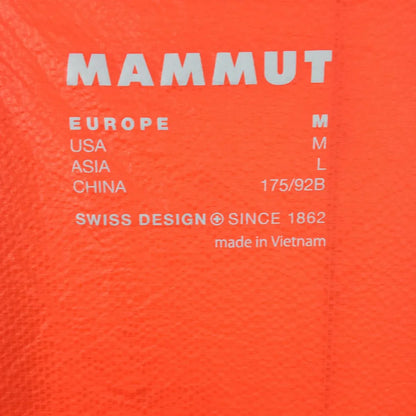 MAMMUT
EUROPE M
USA M
ASIA L
CHINA 175/92B
SWISS DESIGN SINCE 1862
made in Vietnam